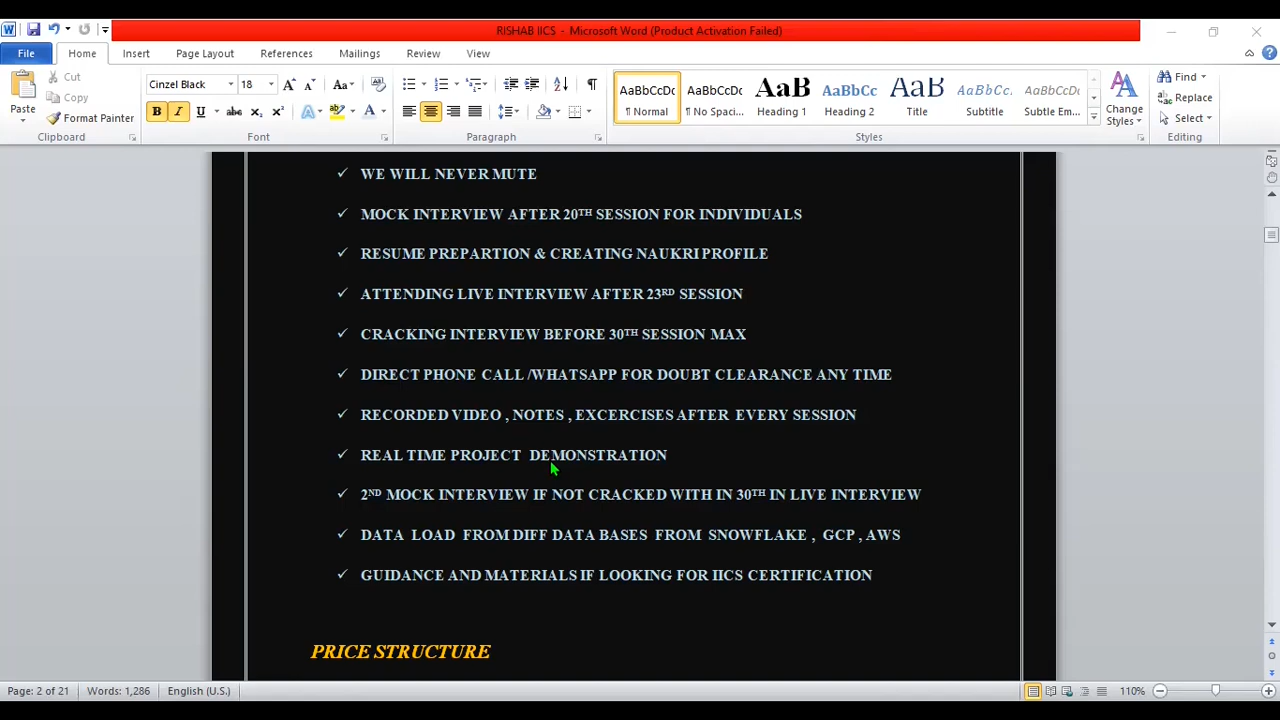 RISHAB IICS - Microsoft Word (Product Activation Failed)
File Home Insert Page Layout References Mailings Review View
Paste
Cut
Copy
Format Painter
Clipboard
Cinzel Black 18
Font
Paragraph
AaBbCcDc AaBbCcDc AaB AaBbCc AaB AaBbCcL AaBbCcDc
¶ Normal ¶ No Spaci... Heading 1 Heading 2 Title Subtitle Subtle Em...
Change Styles
Styles
Find
Replace
Select
Editing
✓ WE WILL NEVER MUTE
✓ MOCK INTERVIEW AFTER 20TH SESSION FOR INDIVIDUALS
✓ RESUME PREPARTION & CREATING NAUKRI PROFILE
✓ ATTENDING LIVE INTERVIEW AFTER 23RD SESSION
✓ CRACKING INTERVIEW BEFORE 30TH SESSION MAX
✓ DIRECT PHONE CALL /WHATSAPP FOR DOUBT CLEARANCE ANY TIME
✓ RECORDED VIDEO , NOTES , EXCERCISES AFTER EVERY SESSION
✓ REAL TIME PROJECT DEMONSTRATION
✓ 2ND MOCK INTERVIEW IF NOT CRACKED WITH IN 30TH IN LIVE INTERVIEW
✓ DATA LOAD FROM DIFF DATA BASES FROM SNOWFLAKE , GCP , AWS
✓ GUIDANCE AND MATERIALS IF LOOKING FOR IICS CERTIFICATION
PRICE STRUCTURE
Page: 2 of 21 Words: 1,286 English (U.S.) 110%